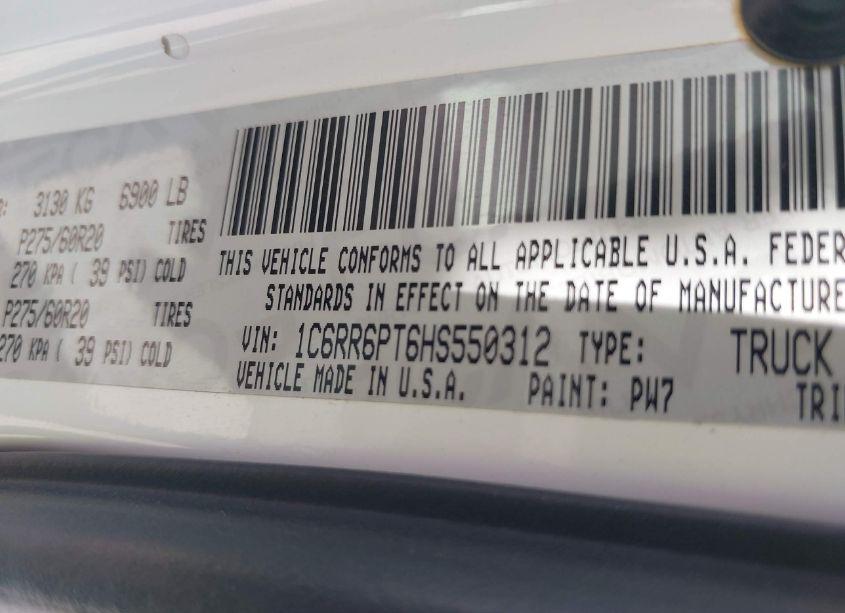 3130 KG 6900 LB
P275/60R20 TIRES
270 KPA ( 39 PSI) COLD
P275/60R20 TIRES
270 KPA ( 39 PSI) COLD
THIS VEHICLE CONFORMS TO ALL APPLICABLE U.S.A. FEDER
STANDARDS IN EFFECT ON THE DATE OF MANUFACTURE
VIN: 1C6RR6PT6HS550312 TYPE: TRUCK
VEHICLE MADE IN U.S.A. PAINT: PW7
TRI